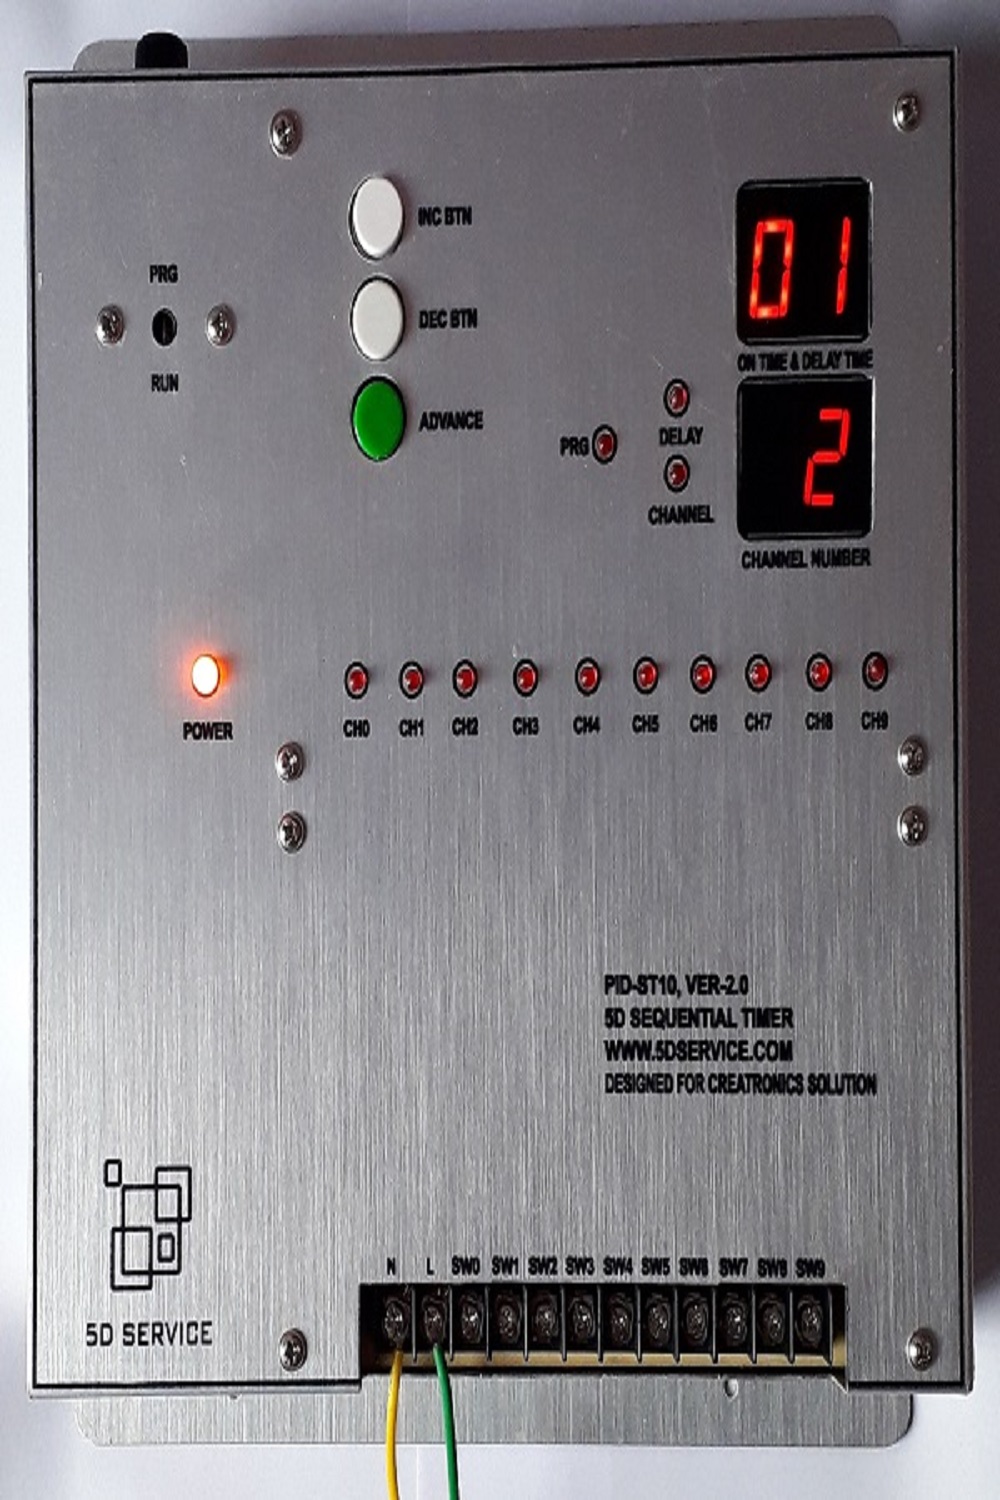 INC BTN
01
PRG
DEC BTN
ON TIME & DELAY TIME
RUN
ADVANCE
DELAY
PRG
2
CHANNEL
CHANNEL NUMBER
POWER
CH0 CH1 CH2 CH3 CH4 CH5 CH6 CH7 CH8 CH9
PID-ST10, VER-2.0
5D SEQUENTIAL TIMER
WWW.5DSERVICE.COM
DESIGNED FOR CREATRONICS SOLUTION
N L SW0 SW1 SW2 SW3 SW4 SW5 SW6 SW7 SW8 SW9
5D SERVICE